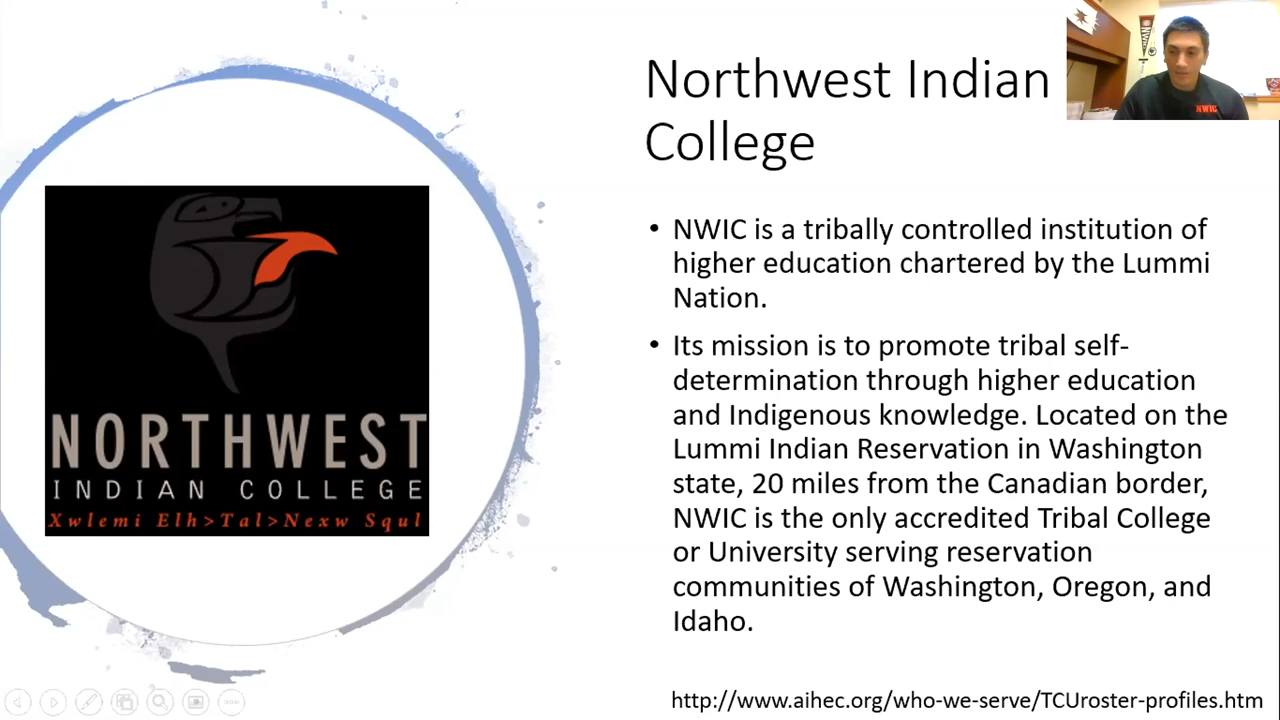 Northwest Indian
College
NWIC
• NWIC is a tribally controlled institution of
higher education chartered by the Lummi
Nation.
• Its mission is to promote tribal self-
determination through higher education
and Indigenous knowledge. Located on the
Lummi Indian Reservation in Washington
state, 20 miles from the Canadian border,
NWIC is the only accredited Tribal College
or University serving reservation
communities of Washington, Oregon, and
Idaho.
NORTHWEST
INDIAN COLLEGE
Xwlemi Elh>Tal>Nexw Squl
http://www.aihec.org/who-we-serve/TCUroster-profiles.htm